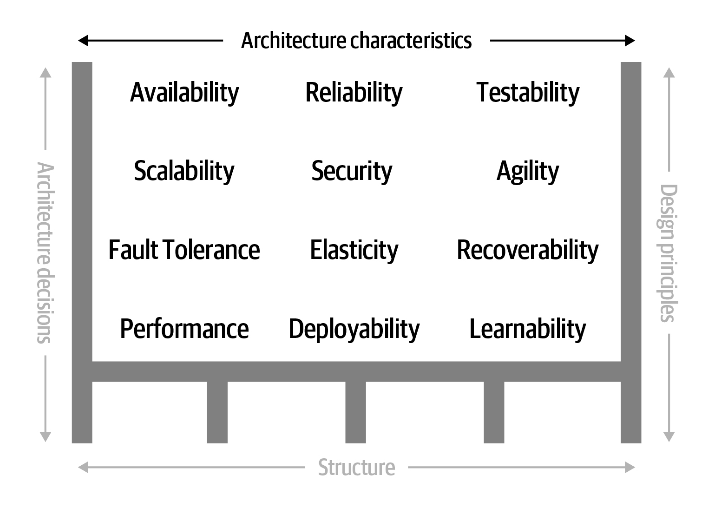 Architecture characteristics
Availability Reliability Testability
Scalability Security Agility
Fault Tolerance Elasticity Recoverability
Performance Deployability Learnability
Architecture decisions
Design principles
Structure